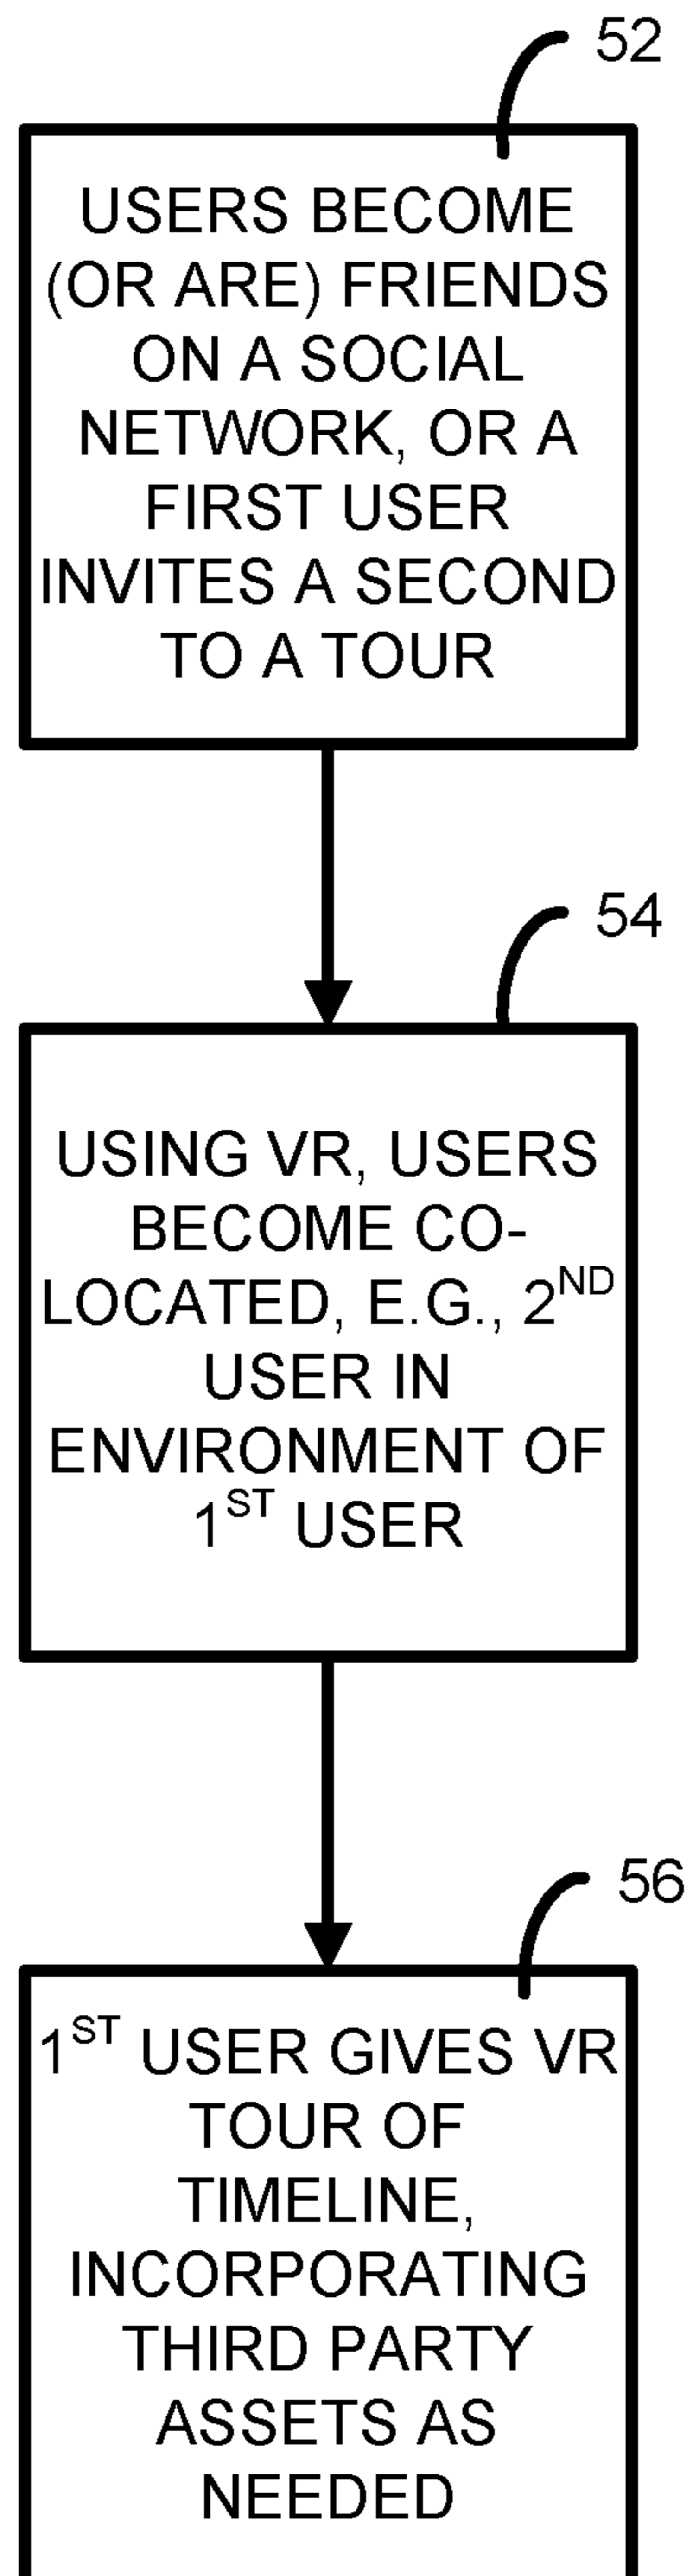 52
USERS BECOME
(OR ARE) FRIENDS
ON A SOCIAL
NETWORK, OR A
FIRST USER
INVITES A SECOND
TO A TOUR
54
USING VR, USERS
BECOME CO-
LOCATED, E.G., 2ND
USER IN
ENVIRONMENT OF
1ST USER
56
1ST USER GIVES VR
TOUR OF
TIMELINE,
INCORPORATING
THIRD PARTY
ASSETS AS
NEEDED